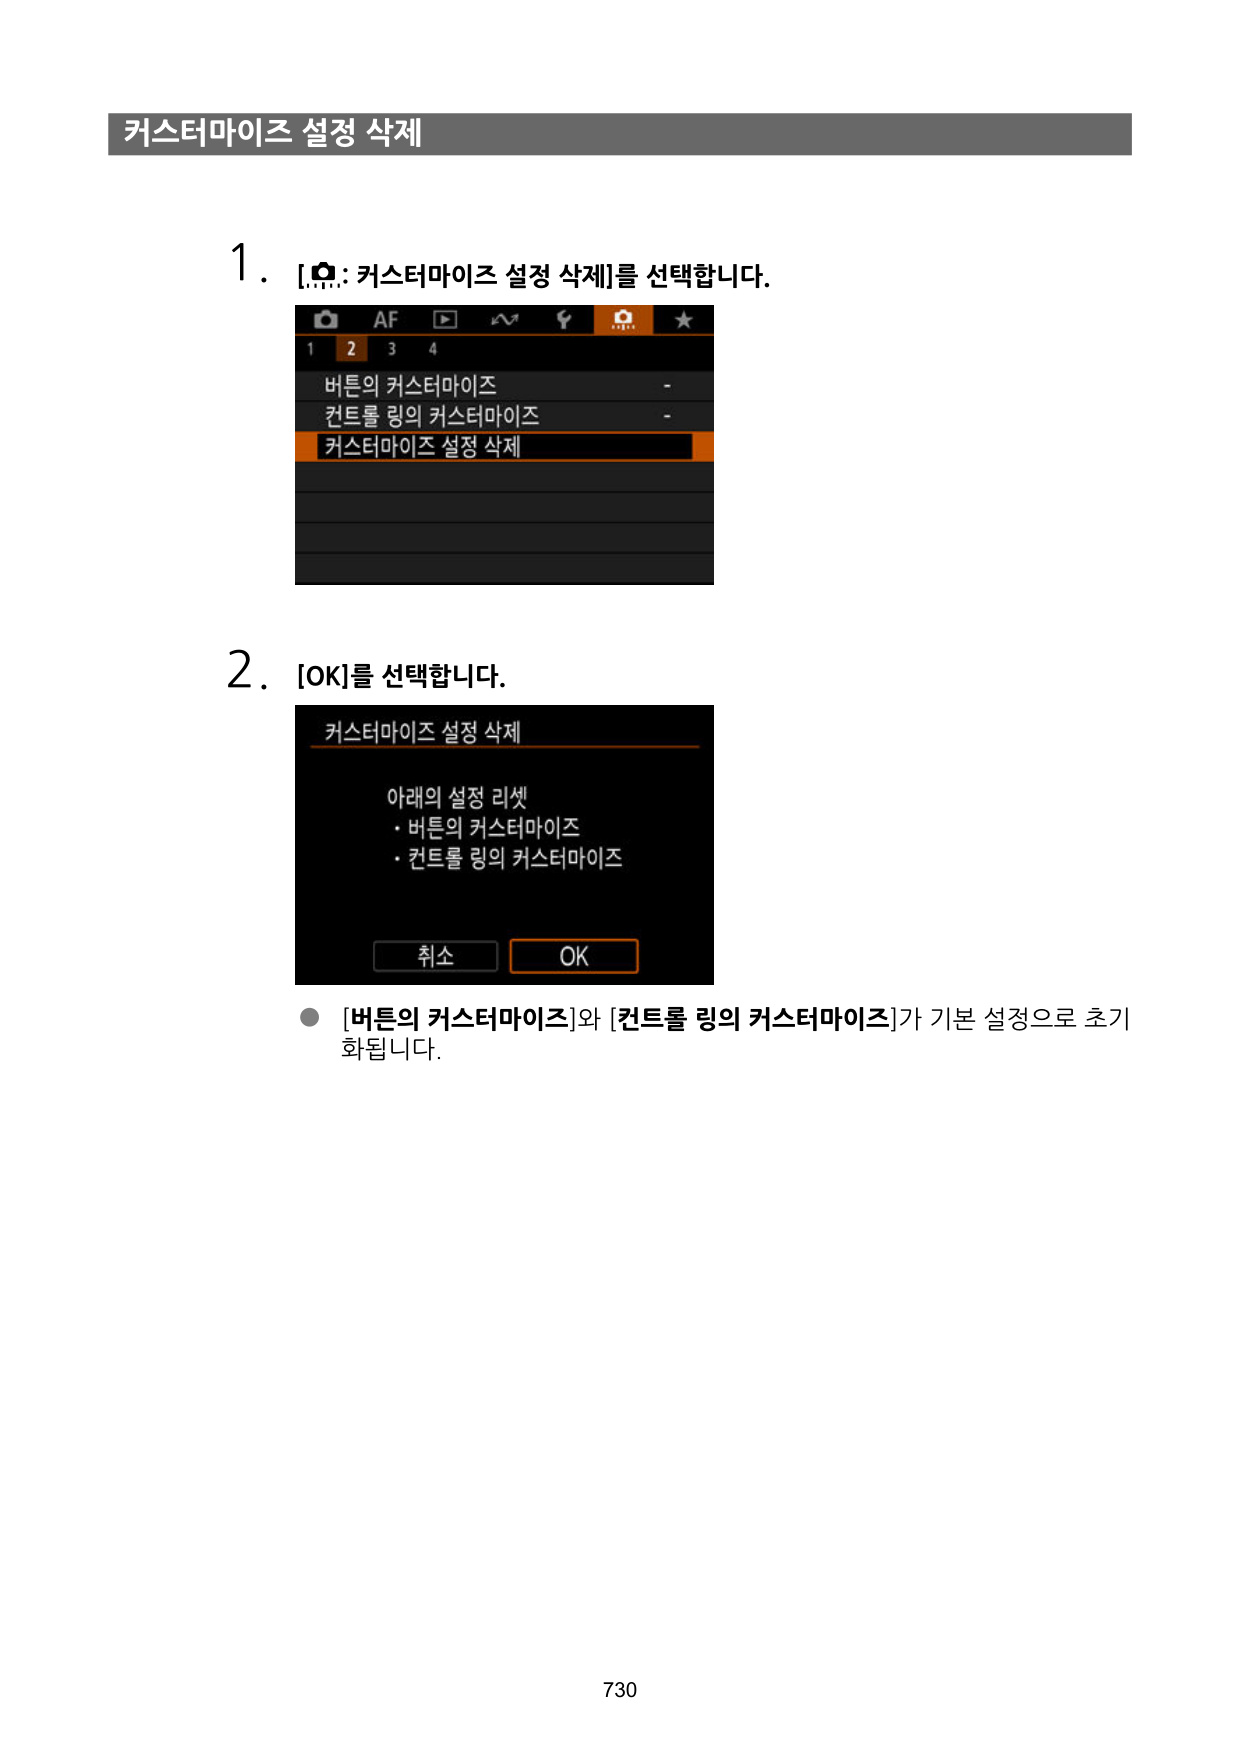 커스터마이즈 설정 삭제
1. [: 커스터마이즈 설정 삭제]를 선택합니다.
AF
1 2 3 4
버튼의 커스터마이즈 -
컨트롤 링의 커스터마이즈 -
커스터마이즈 설정 삭제
2. [OK]를 선택합니다.
커스터마이즈 설정 삭제
아래의 설정 리셋
・버튼의 커스터마이즈
・컨트롤 링의 커스터마이즈
취소 OK
● [버튼의 커스터마이즈]와 [컨트롤 링의 커스터마이즈]가 기본 설정으로 초기
화됩니다.
730